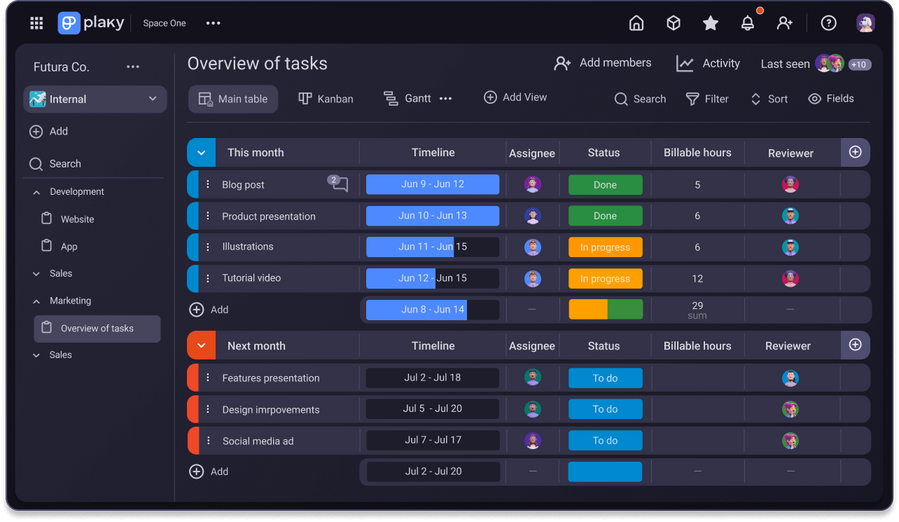 plaky Space One
Futura Co.
Internal
Add
Search
Development
Website
App
Sales
Marketing
Overview of tasks
Sales
Overview of tasks
Add members Activity Last seen +10
Main table Kanban Gantt Add View Search Filter Sort Fields
This month Timeline Assignee Status Billable hours Reviewer
Blog post 2 Jun 9 - Jun 12 Done 5
Product presentation Jun 10 - Jun 13 Done 6
Illustrations Jun 11 - Jun 15 In progress 6
Tutorial video Jun 12 - Jun 15 In progress 12
Add Jun 8 - Jun 14 — 29 —
sum
Next month Timeline Assignee Status Billable hours Reviewer
Features presentation Jul 2 - Jul 18 To do
Design imrpovements Jul 5 - Jul 20 To do
Social media ad Jul 7 - Jul 17 To do
Add Jul 2 - Jul 20 — — —